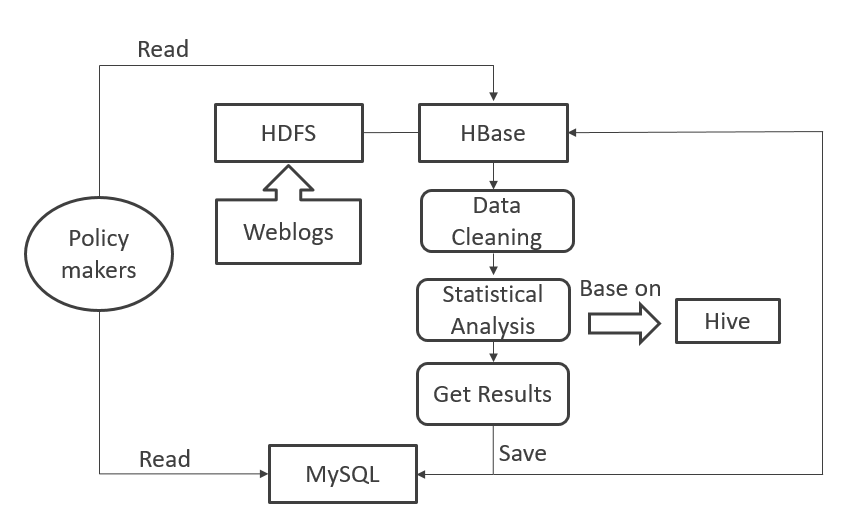 Read
HDFS
HBase
Weblogs
Data
Cleaning
Policy
makers
Statistical
Analysis
Base on
Hive
Get Results
Save
Read
MySQL